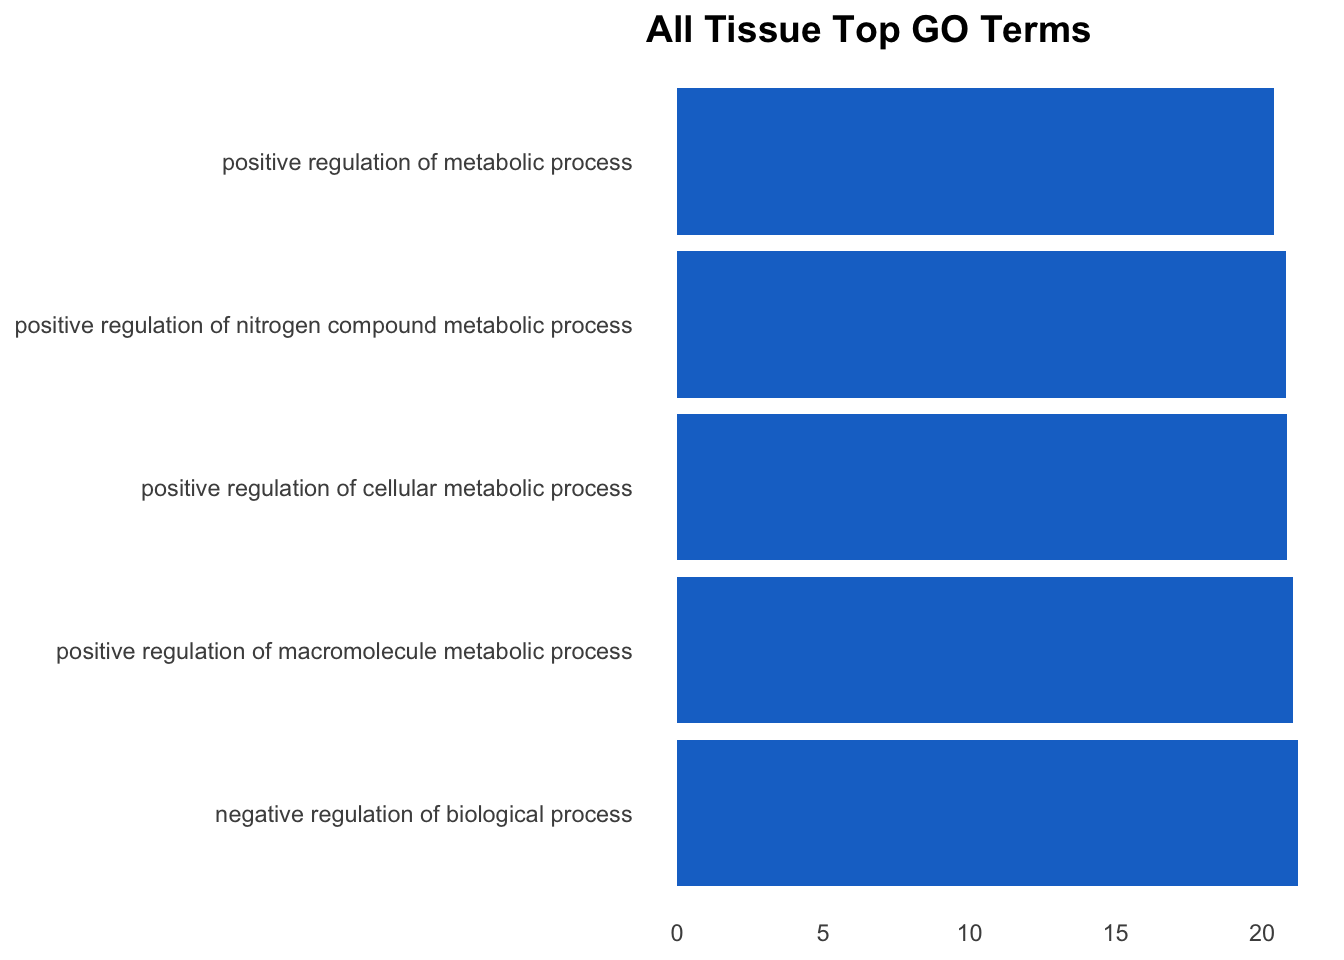 All Tissue Top GO Terms
positive regulation of metabolic process
positive regulation of nitrogen compound metabolic process
positive regulation of cellular metabolic process
positive regulation of macromolecule metabolic process
negative regulation of biological process
0 5 10 15 20